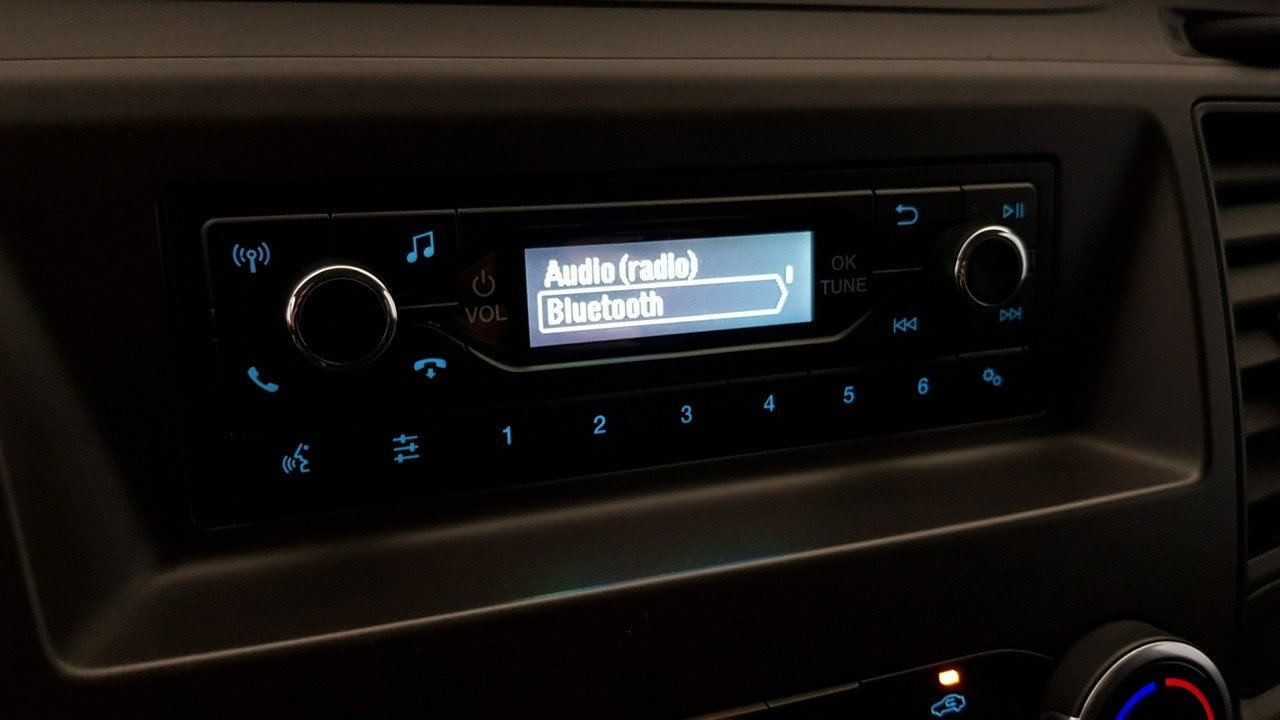 Audio (radio)
Bluetooth
VOL
OK
TUNE
1 2 3 4 5 6